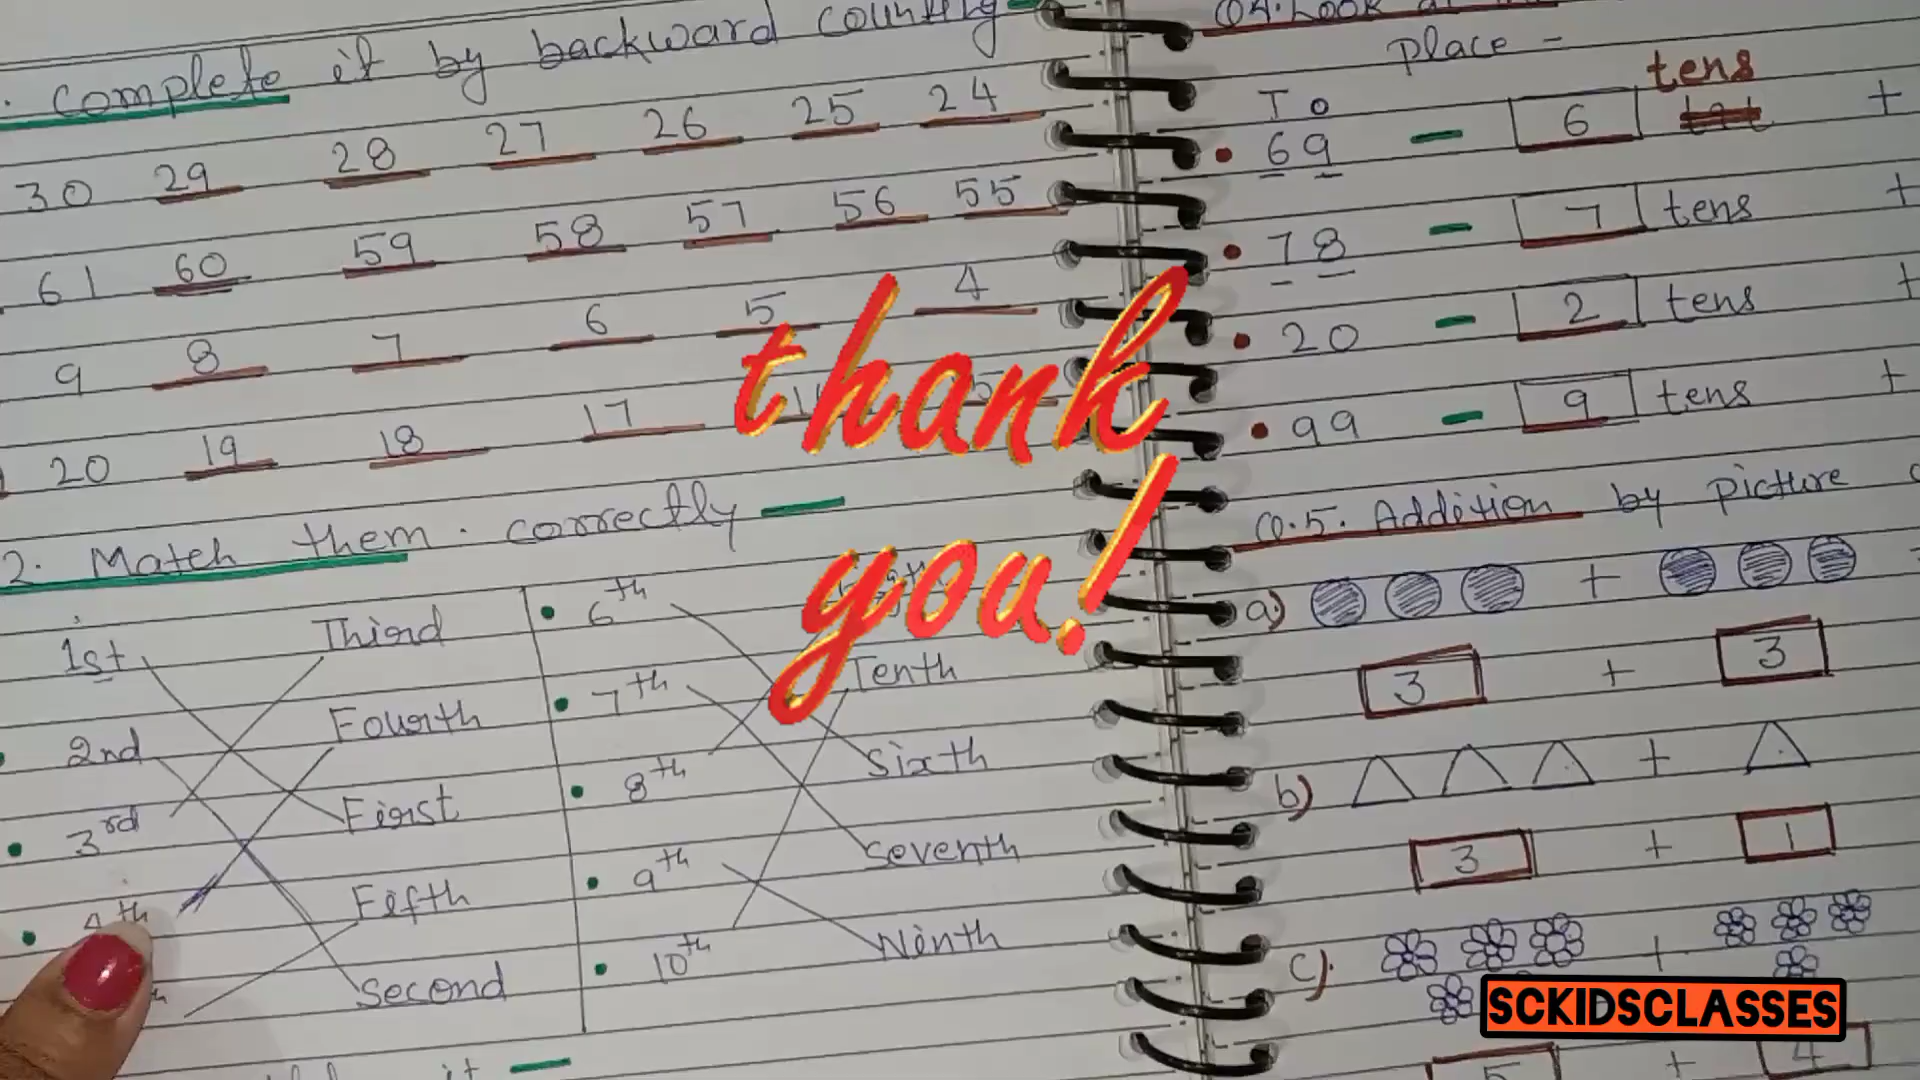 . Complete it by backward counting
30 29 28 27 26 25 24
61 60 59 58 57 56 55
9 8 7 6 5 4
20 19 18 17
2. Match them. correctly
1st Third
2nd Fourth
3rd First
4th Fifth
Second
6th
7th Tenth
8th Sixth
9th Seventh
10th Ninth
it
Place -
T O
69 - 6 tens +
78 - 7 tens +
20 - 2 tens +
99 - 9 tens +
Q.5. Addition by Picture
a) +
3 + 3
b) +
3 + 1
c). +
5 + 4
thank
you!
SCKIDSCLASSES